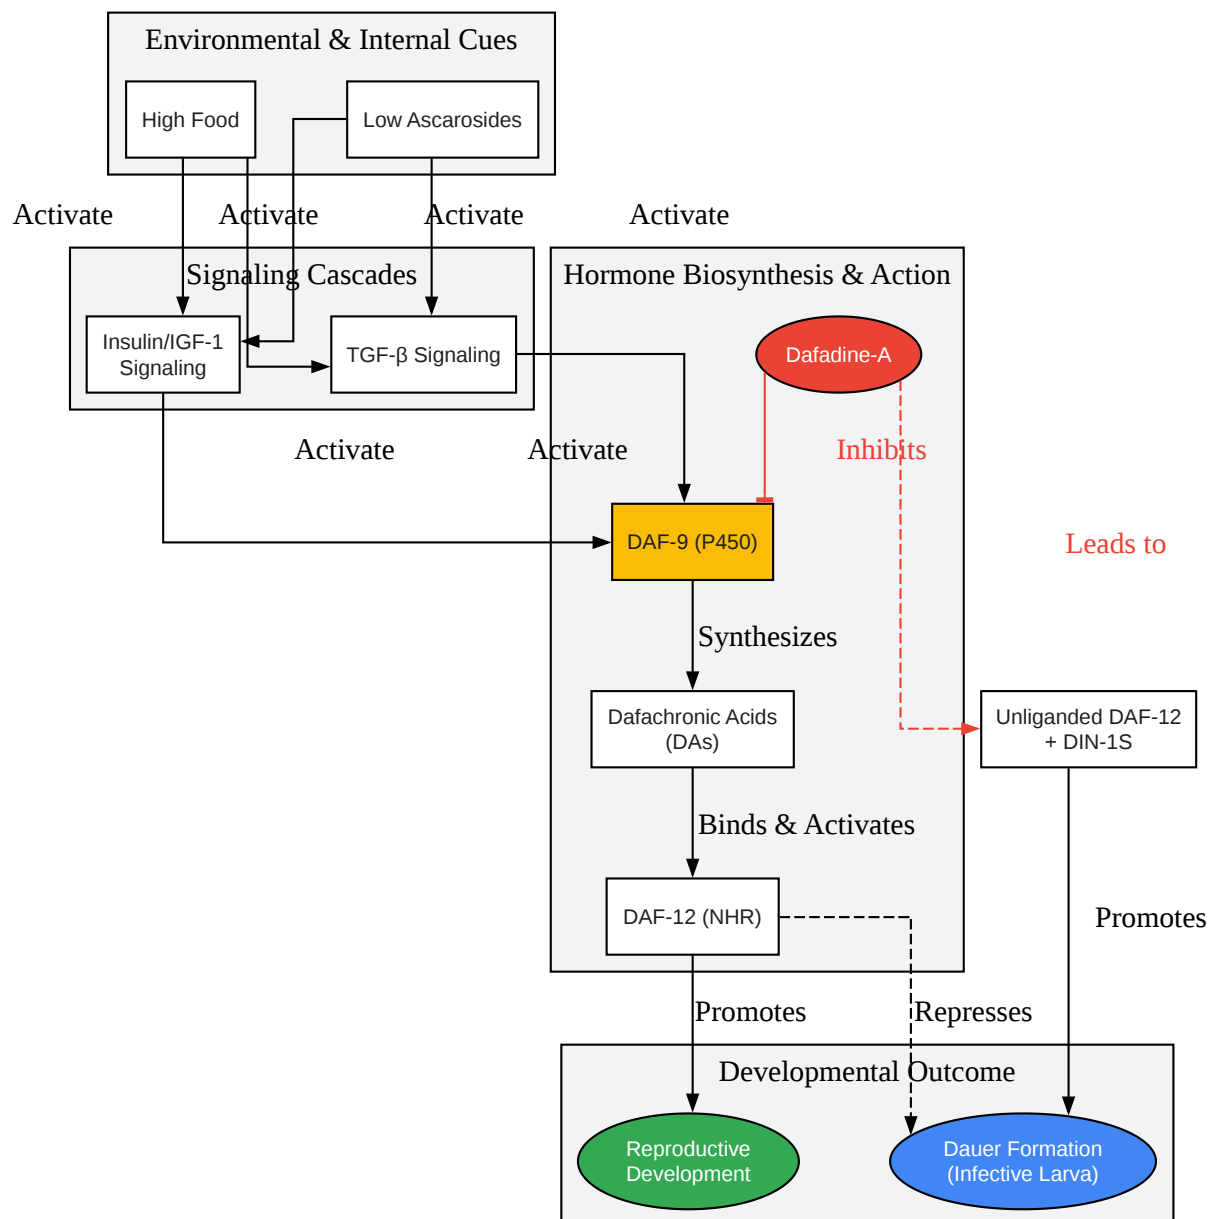 Environmental & Internal Cues
High Food
Low Ascarosides
Activate
Activate
Activate
Activate
Signaling Cascades
Hormone Biosynthesis & Action
Insulin/IGF-1
Signaling
TGF-β Signaling
Dafadine-A
Activate
Activate
Inhibits
DAF-9 (P450)
Leads to
Synthesizes
Dafachronic Acids
(DAs)
Unliganded DAF-12
+ DIN-1S
Binds & Activates
DAF-12 (NHR)
Promotes
Promotes
Represses
Developmental Outcome
Reproductive
Development
Dauer Formation
(Infective Larva)